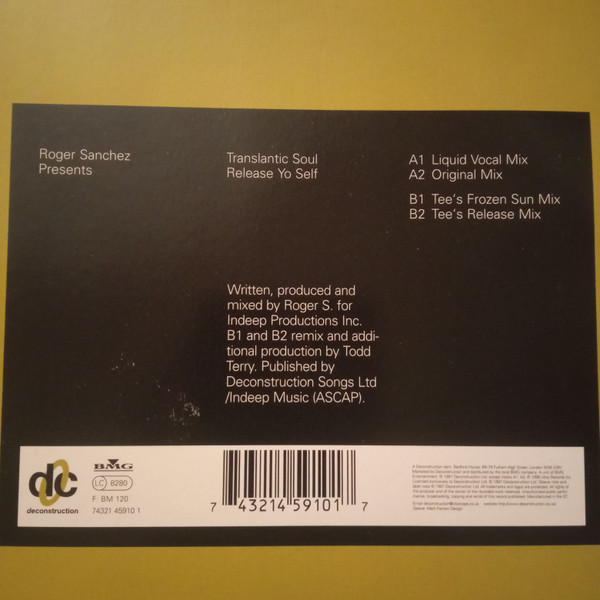 Roger Sanchez
Presents
Translantic Soul
Release Yo Self
A1 Liquid Vocal Mix
A2 Original Mix
B1 Tee's Frozen Sun Mix
B2 Tee's Release Mix
Written, produced and
mixed by Roger S. for
Indeep Productions Inc.
B1 and B2 remix and addi-
tional production by Todd
Terry. Published by
Deconstruction Songs Ltd
/Indeep Music (ASCAP).
dc
deconstruction
BMG
LC 8280
F: BM 120
74321 45910 1
7 43214 59101 7